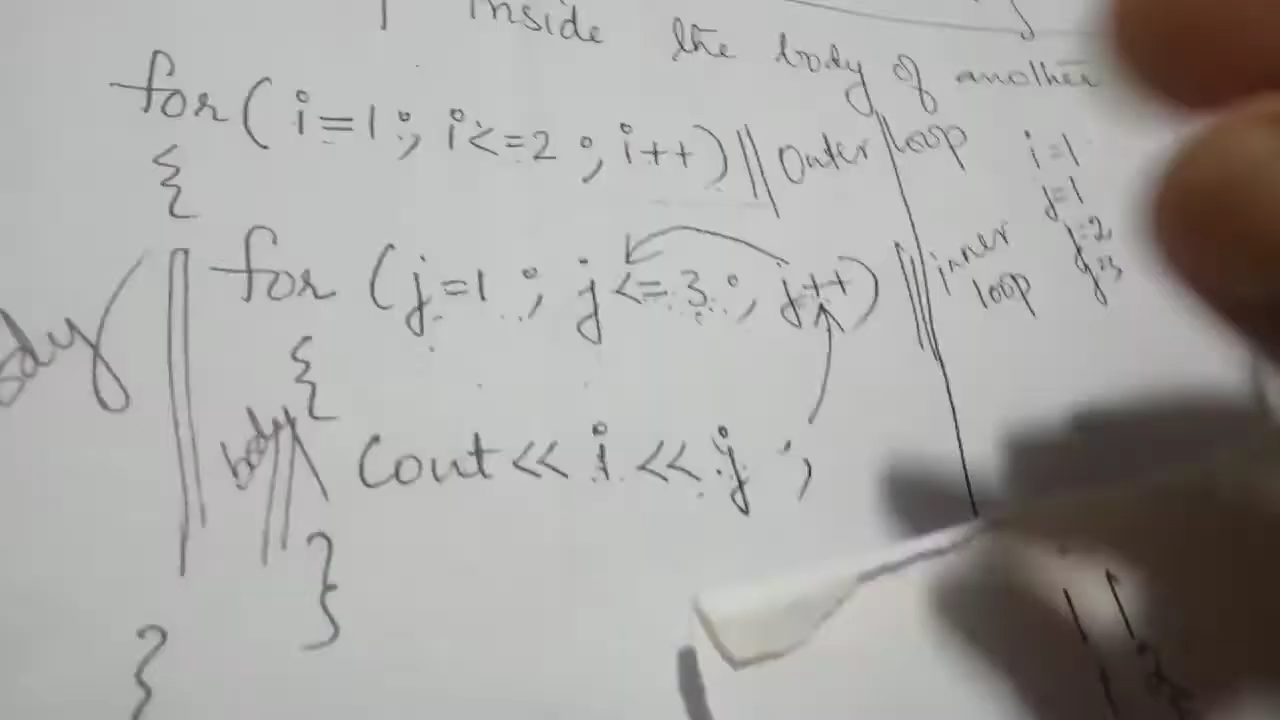 inside the body of another
for(i=1; i<=2; i++)||Outer loop
{
for (j=1; j<=3; j++) || inner loop
{
body
Cout<< i << j ;
}
}
i=1
j=1
j=2
j=3